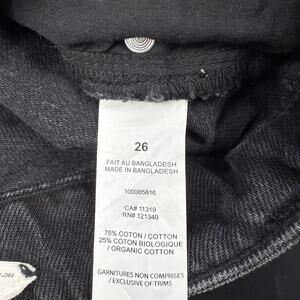 26
FAIT AU BANGLADESH
MADE IN BANGLADESH
100085816
CA# 11319
RN# 121340
75% COTON / COTTON
25% COTON BIOLOGIQUE
/ ORGANIC COTTON
GARNITURES NON COMPRISES
/ EXCLUSIVE OF TRIMS